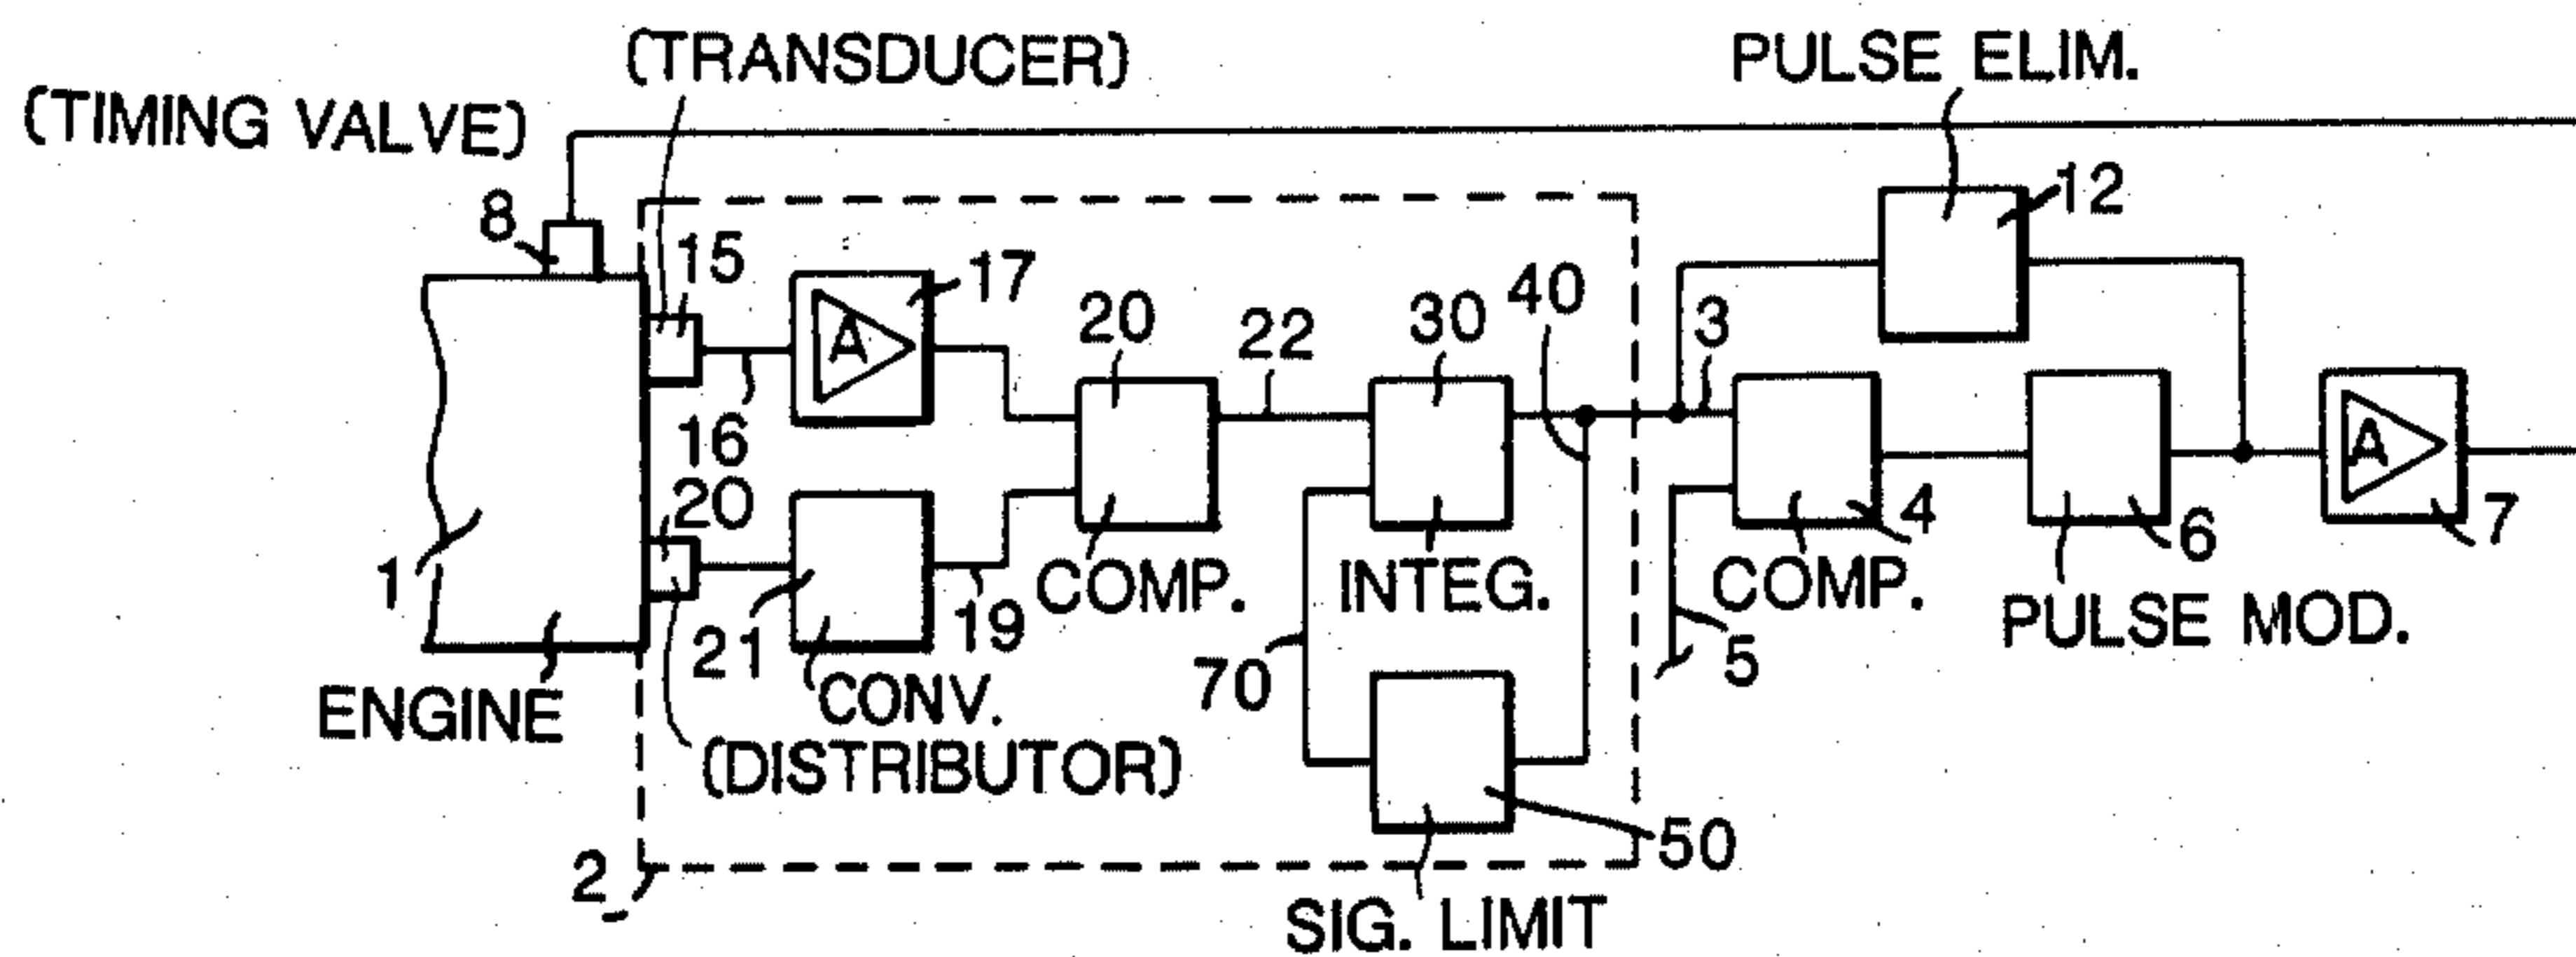 (TRANSDUCER)
PULSE ELIM.
(TIMING VALVE)
8
15
17
12
20
22
30
40
3
A
16
20
A
1
21
19
COMP.
INTEG.
COMP.
4
6
7
70
5
PULSE MOD.
ENGINE
CONV.
(DISTRIBUTOR)
2
50
SIG. LIMIT